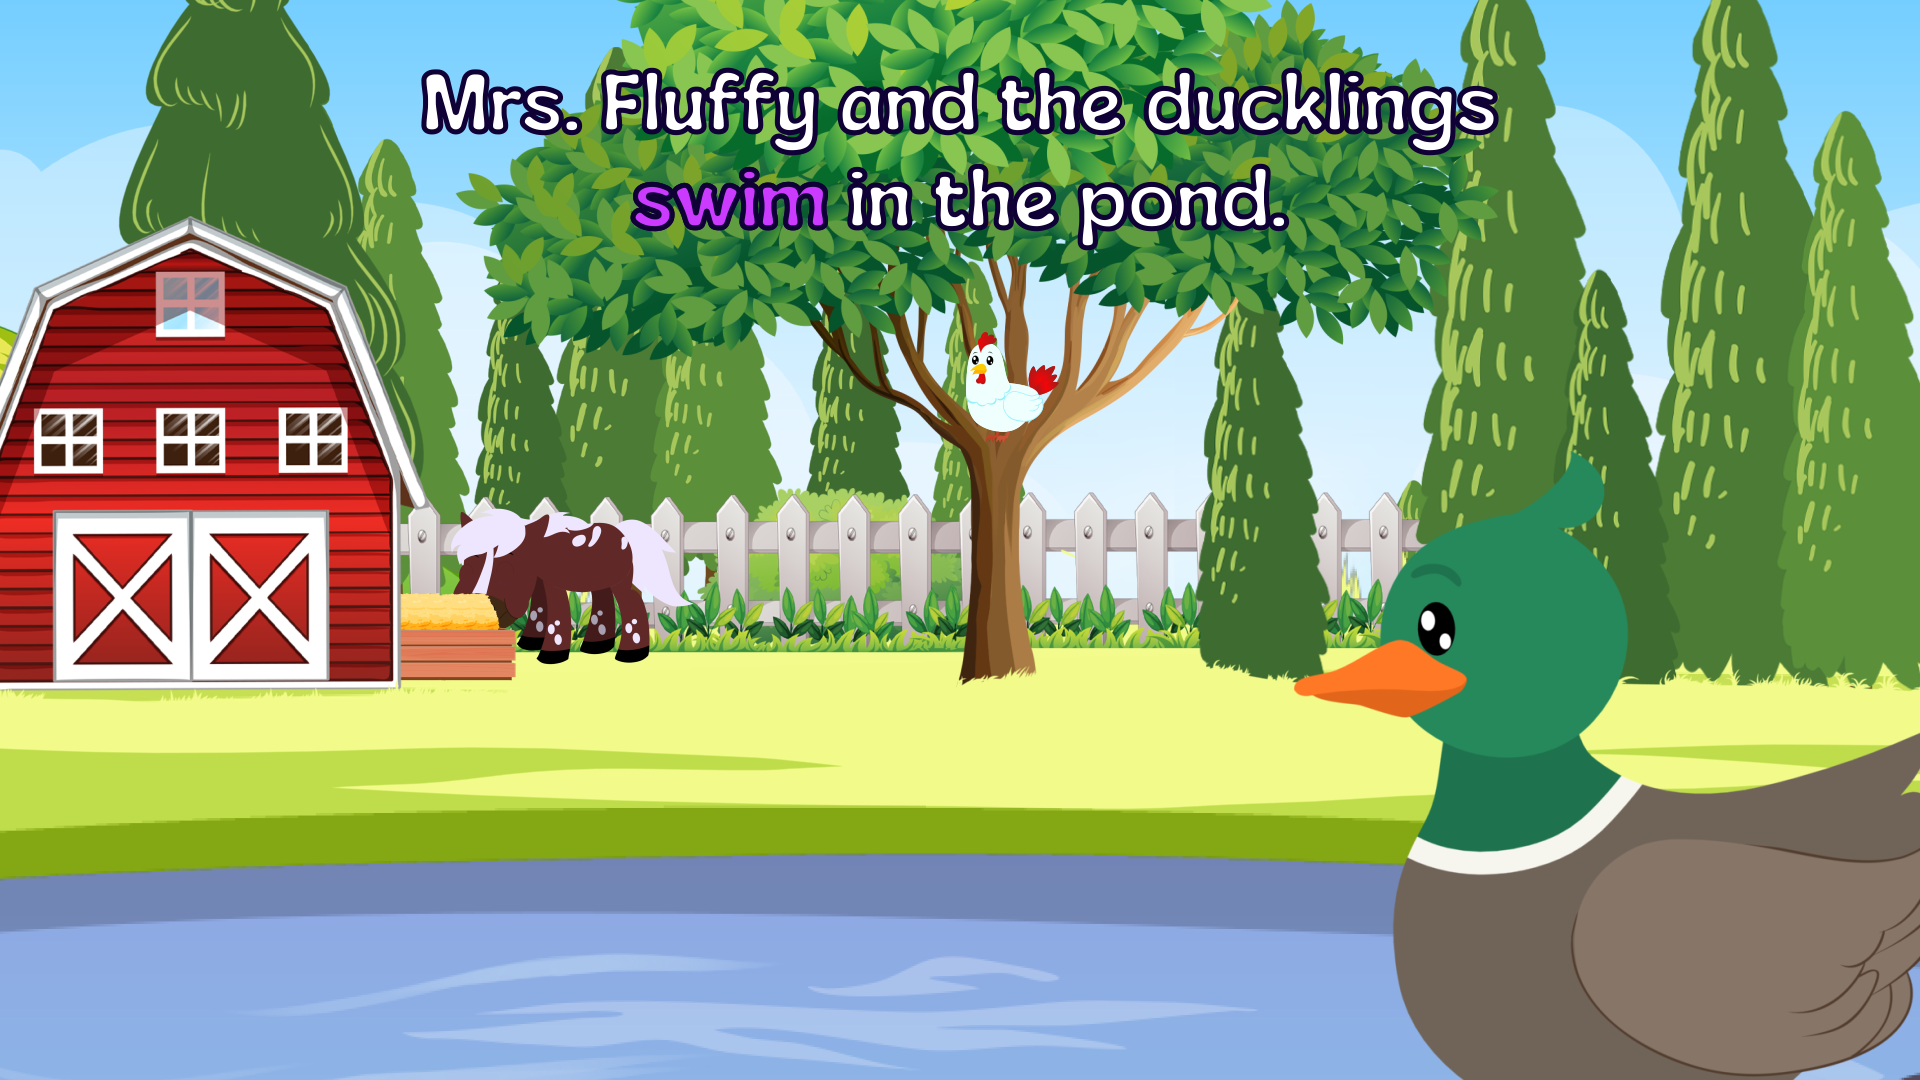 Mrs. Fluffy and the ducklings
swim in the pond.